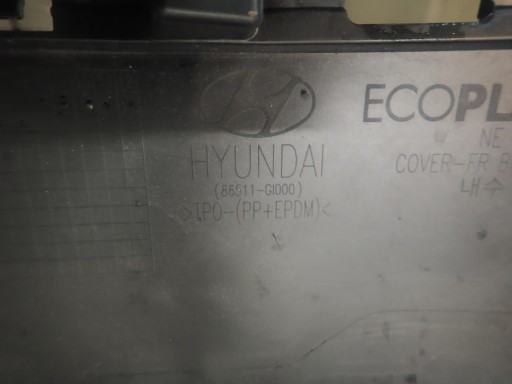 HYUNDAI
(86511-GI000)
>TPO-(PP+EPDM)<
ECOPL
NE
COVER-FR B
LH